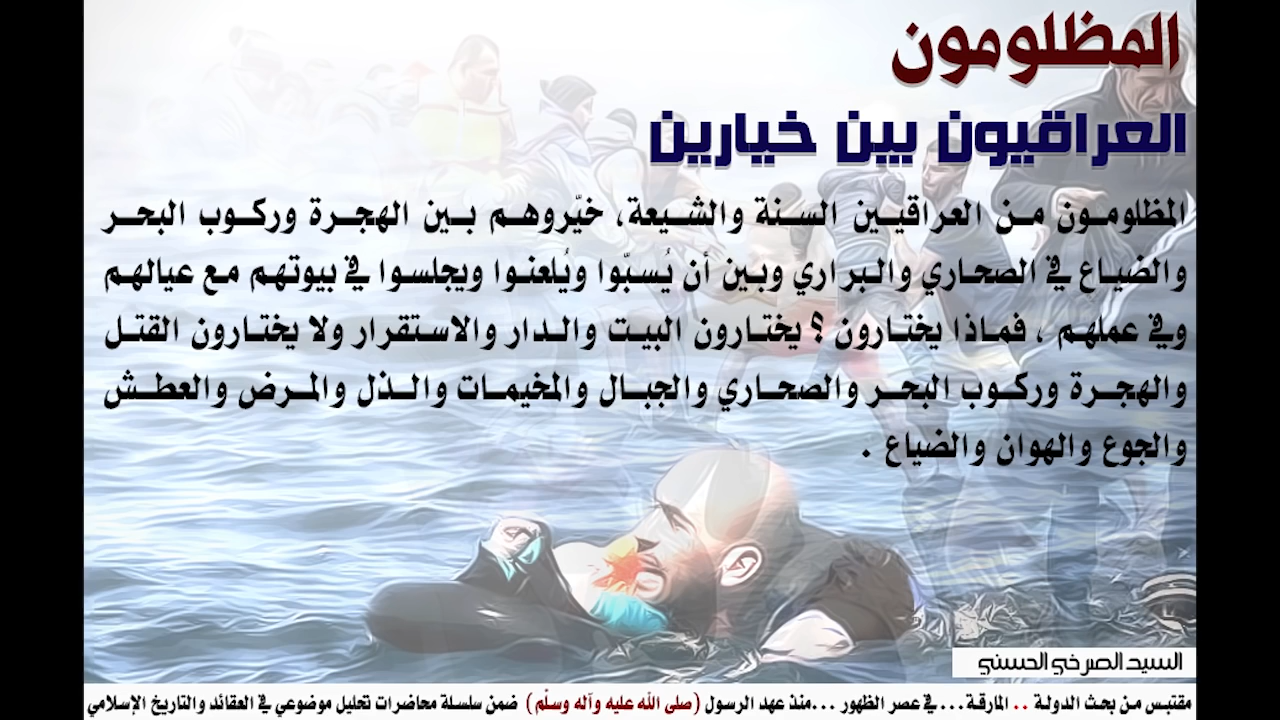 المظلومون
العراقيون بين خيارين
المظلومون من العراقيين السنة والشيعة، خيّروهم بين الهجرة وركوب البحر
والضياع في الصحاري والبراري وبين أن يُسبّوا ويُلعنوا ويجلسوا في بيوتهم مع عيالهم
وفي عملهم ، فماذا يختارون ؟ يختارون البيت والدار والاستقرار ولا يختارون القتل
والهجرة وركوب البحر والصحاري والجبال والمخيمات والذل والمرض والعطش
والجوع والهوان والضياع .
السيد الصرخي الحسني
مقتبس من بحث الدولة .. المارقة...في عصر الظهور ...منذ عهد الرسول (صلى الله عليه وآله وسلّم) ضمن سلسلة محاضرات تحليل موضوعي في العقائد والتاريخ الإسلامي